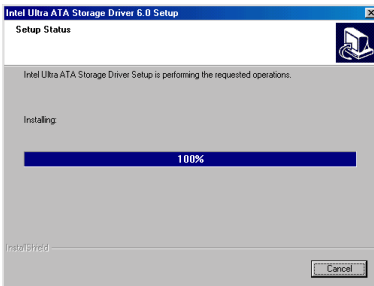 Intel Ultra ATA Storage Driver 6.0 Setup
Setup Status
Intel Ultra ATA Storage Driver Setup is performing the requested operations.
Installing:
100%
InstallShield
Cancel